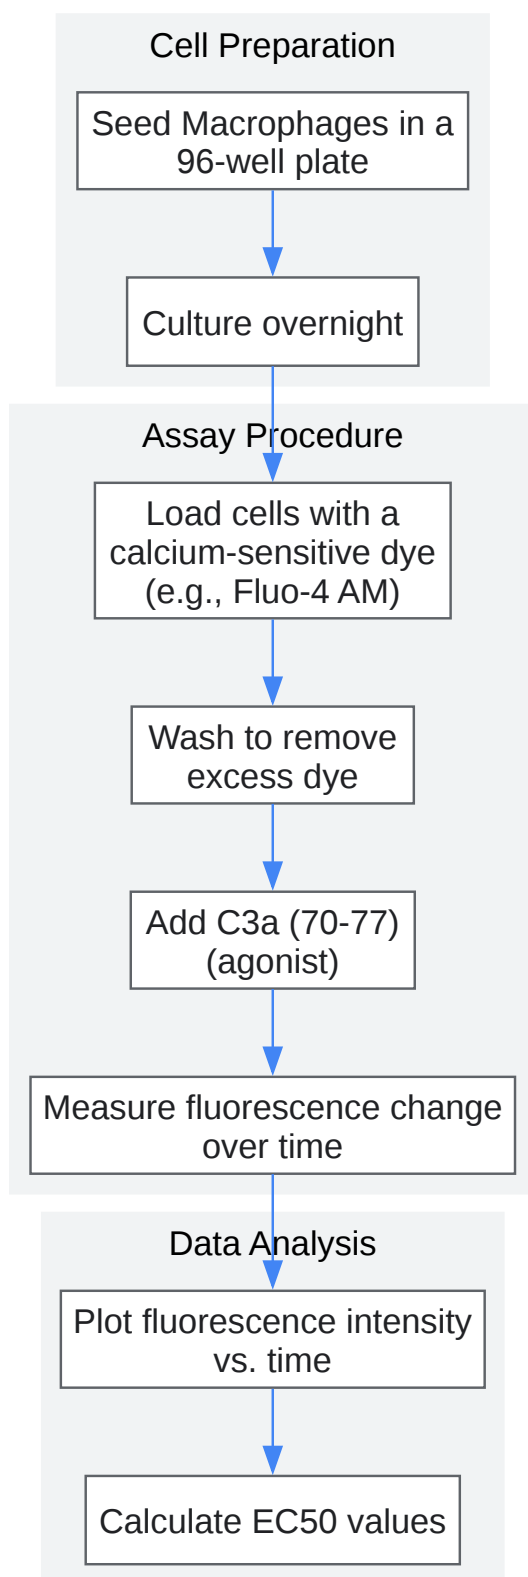 Cell Preparation
Seed Macrophages in a
96-well plate
Culture overnight
Assay Procedure
Load cells with a
calcium-sensitive dye
(e.g., Fluo-4 AM)
Wash to remove
excess dye
Add C3a (70-77)
(agonist)
Measure fluorescence change
over time
Data Analysis
Plot fluorescence intensity
vs. time
Calculate EC50 values